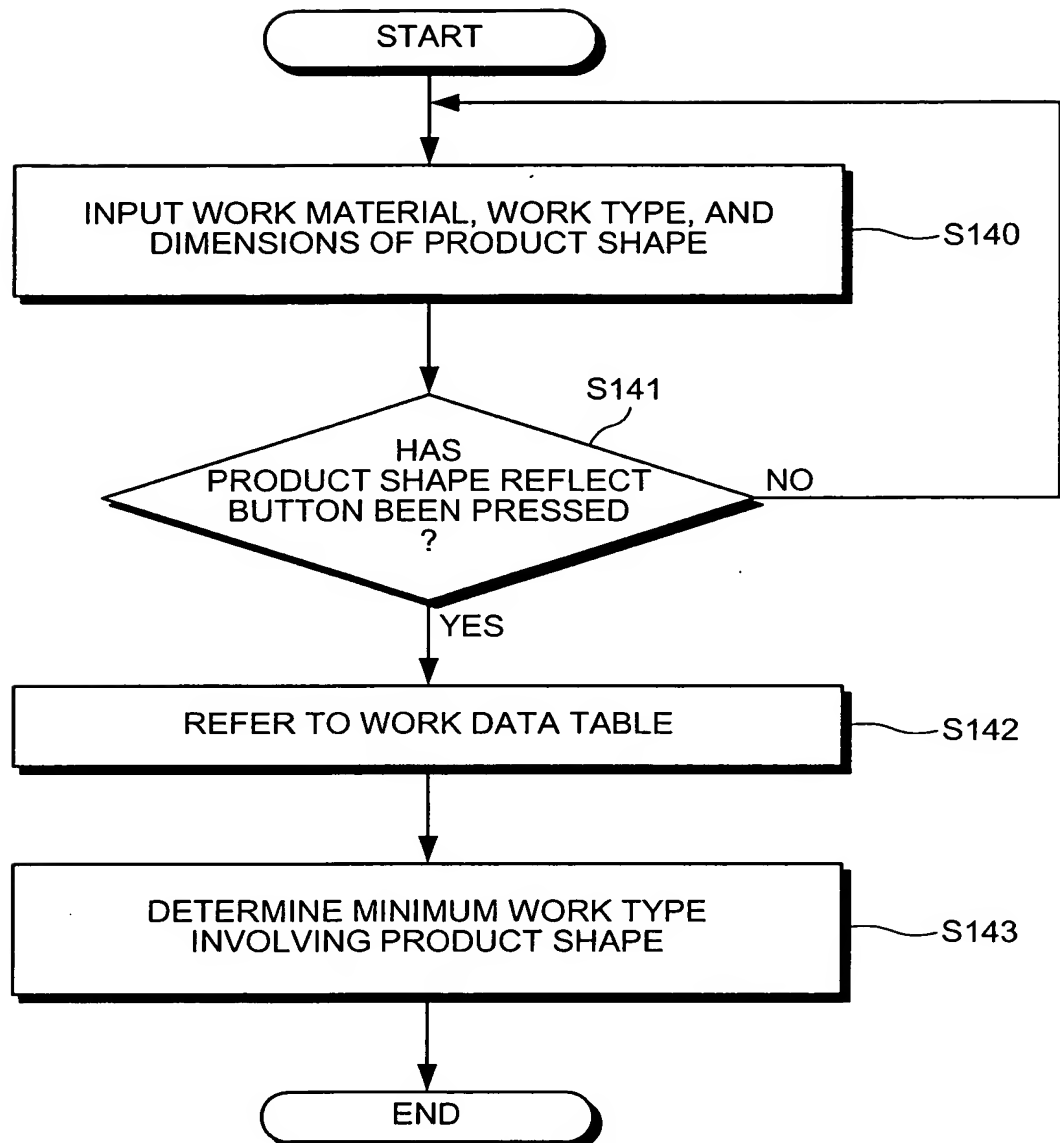 START
INPUT WORK MATERIAL, WORK TYPE, AND
DIMENSIONS OF PRODUCT SHAPE
S140
S141
HAS
PRODUCT SHAPE REFLECT
BUTTON BEEN PRESSED
?
NO
YES
REFER TO WORK DATA TABLE
S142
DETERMINE MINIMUM WORK TYPE
INVOLVING PRODUCT SHAPE
S143
END